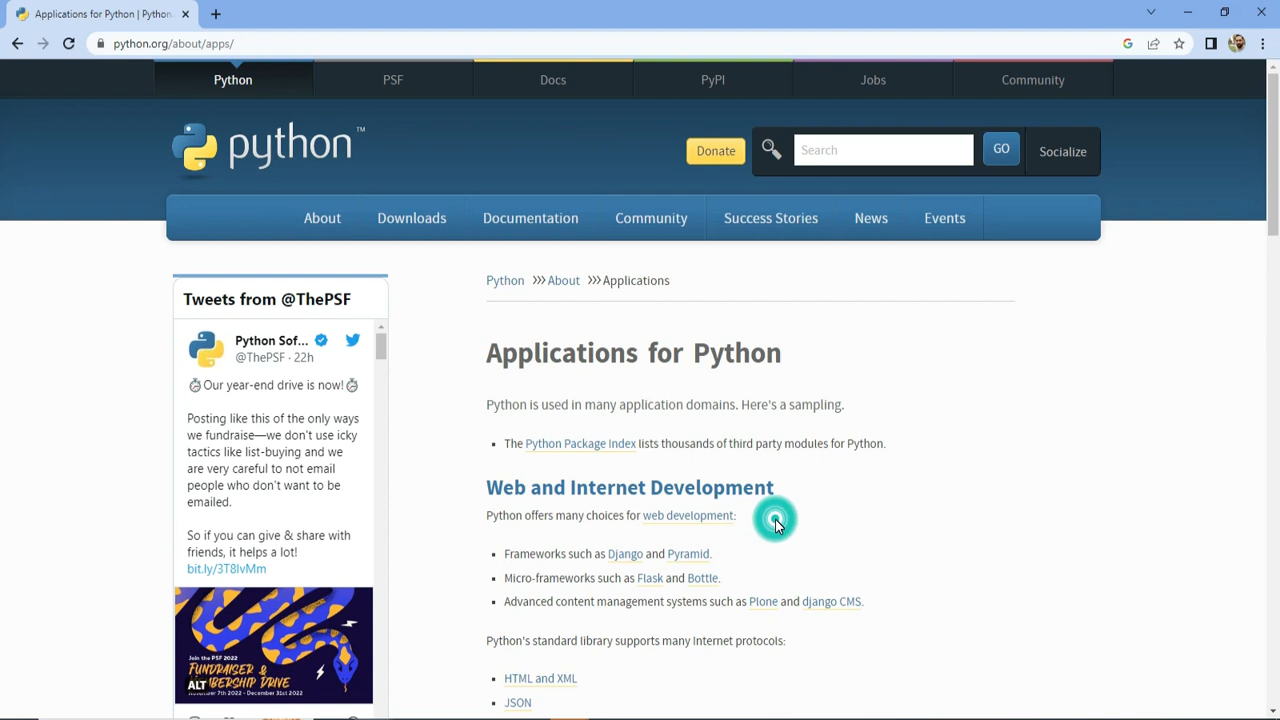 Applications for Python | Python
python.org/about/apps/
Python
PSF
Docs
PyPI
Jobs
Community
python™
Donate
Search
GO
Socialize
About
Downloads
Documentation
Community
Success Stories
News
Events
Tweets from @ThePSF
Python Sof...
@ThePSF · 22h
⏱Our year-end drive is now!⏱
Posting like this of the only ways
we fundraise—we don't use icky
tactics like list-buying and we
are very careful to not email
people who don't want to be
emailed.
So if you can give & share with
friends, it helps a lot!
bit.ly/3T8IvMm
Join the PSF 2022
FUNDRAISER &
MEMBERSHIP DRIVE
November 7th 2022 - December 31st 2022
ALT
Python >>> About >>> Applications
Applications for Python
Python is used in many application domains. Here's a sampling.
The Python Package Index lists thousands of third party modules for Python.
Web and Internet Development
Python offers many choices for web development:
Frameworks such as Django and Pyramid.
Micro-frameworks such as Flask and Bottle.
Advanced content management systems such as Plone and django CMS.
Python's standard library supports many Internet protocols:
HTML and XML
JSON